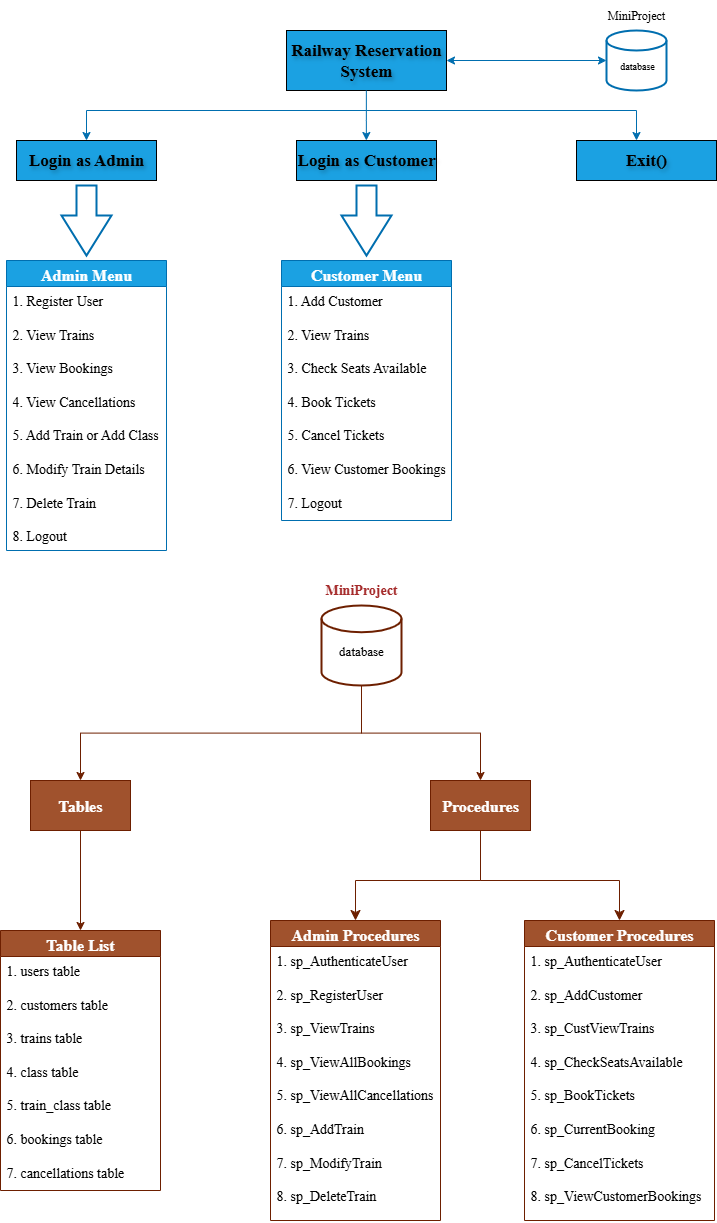 MiniProject
Railway Reservation
System
database
Login as Admin
Login as Customer
Exit()
Admin Menu
1. Register User
2. View Trains
3. View Bookings
4. View Cancellations
5. Add Train or Add Class
6. Modify Train Details
7. Delete Train
8. Logout
Customer Menu
1. Add Customer
2. View Trains
3. Check Seats Available
4. Book Tickets
5. Cancel Tickets
6. View Customer Bookings
7. Logout
MiniProject
database
Tables
Procedures
Table List
1. users table
2. customers table
3. trains table
4. class table
5. train_class table
6. bookings table
7. cancellations table
Admin Procedures
1. sp_AuthenticateUser
2. sp_RegisterUser
3. sp_ViewTrains
4. sp_ViewAllBookings
5. sp_ViewAllCancellations
6. sp_AddTrain
7. sp_ModifyTrain
8. sp_DeleteTrain
Customer Procedures
1. sp_AuthenticateUser
2. sp_AddCustomer
3. sp_CustViewTrains
4. sp_CheckSeatsAvailable
5. sp_BookTickets
6. sp_CurrentBooking
7. sp_CancelTickets
8. sp_ViewCustomerBookings